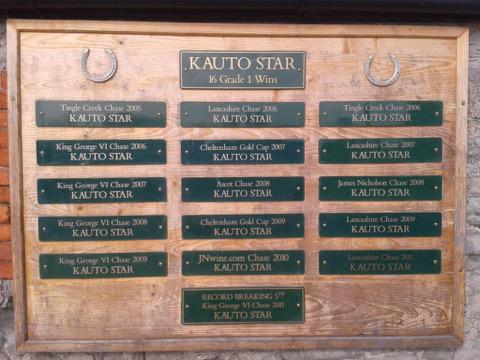 KAUTO STAR
16 Grade 1 Wins
Tingle Creek Chase 2005
KAUTO STAR
Lancashire Chase 2006
KAUTO STAR
Tingle Creek Chase 2006
KAUTO STAR
King George VI Chase 2006
KAUTO STAR
Cheltenham Gold Cup 2007
KAUTO STAR
Lancashire Chase 2007
KAUTO STAR
King George VI Chase 2007
KAUTO STAR
Ascot Chase 2008
KAUTO STAR
James Nicholson Chase 2008
KAUTO STAR
King George VI Chase 2008
KAUTO STAR
Cheltenham Gold Cup 2009
KAUTO STAR
Lancashire Chase 2009
KAUTO STAR
King George VI Chase 2009
KAUTO STAR
JNwine.com Chase 2010
KAUTO STAR
Lancashire Chase 2011
KAUTO STAR
RECORD BREAKING 5TH
King George VI Chase 2011
KAUTO STAR